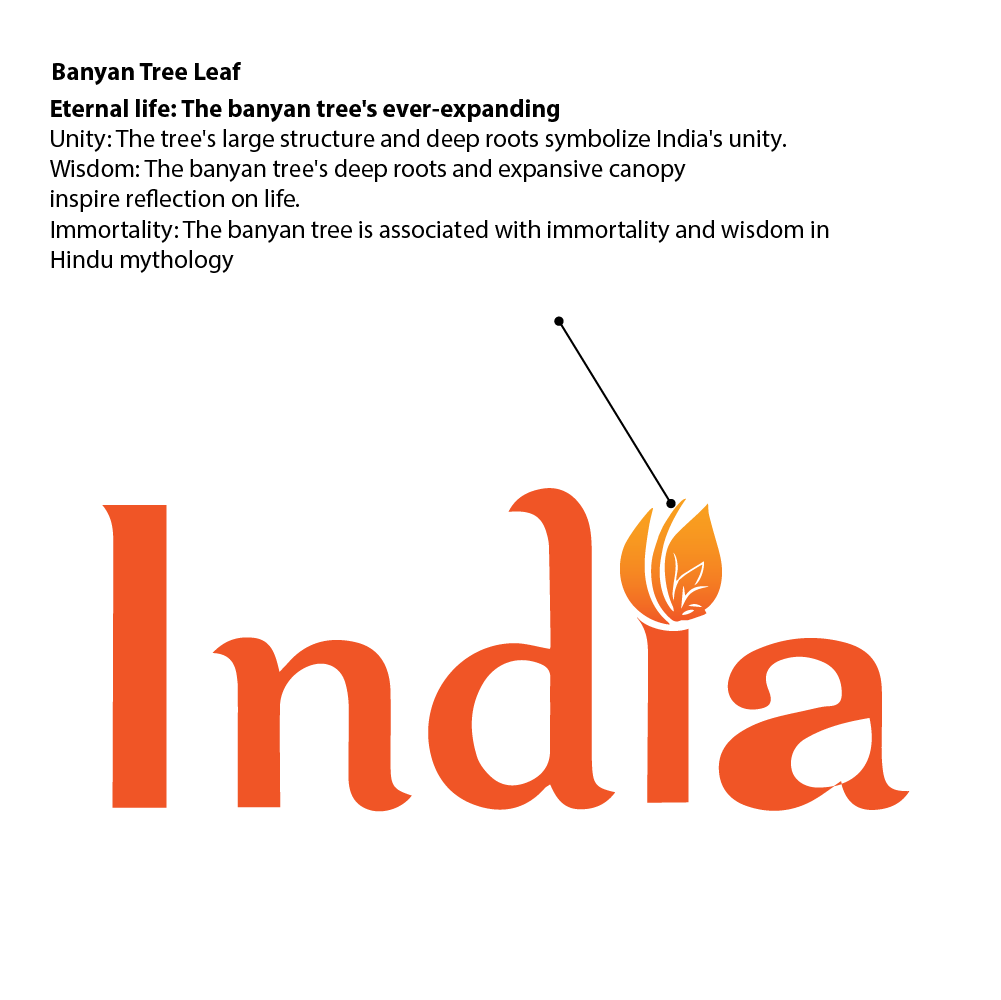 Banyan Tree Leaf
Eternal life: The banyan tree's ever-expanding
Unity: The tree's large structure and deep roots symbolize India's unity.
Wisdom: The banyan tree's deep roots and expansive canopy
inspire reflection on life.
Immortality: The banyan tree is associated with immortality and wisdom in
Hindu mythology
India